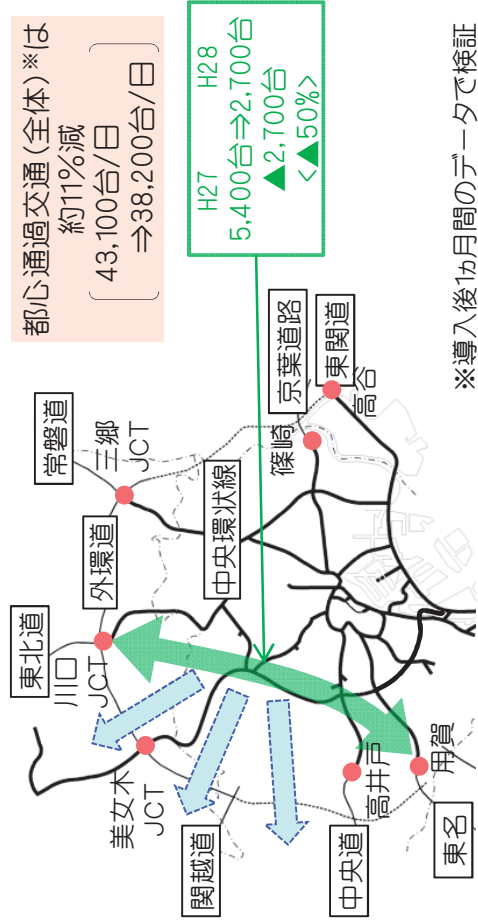 都心通過交通(全体)※は
約11%減
43,100台/日
⇒38,200台/日
H27 H28
5,400台⇒2,700台
▲2,700台
<▲50%>
東北道
川口
JCT
外環道
常磐道
三郷
JCT
美女木
JCT
中央環状線
関越道
篠崎
京葉道路
東関道
高谷
中央道
高井戸
用賀
東名
※導入後1ヵ月間のデータで検証